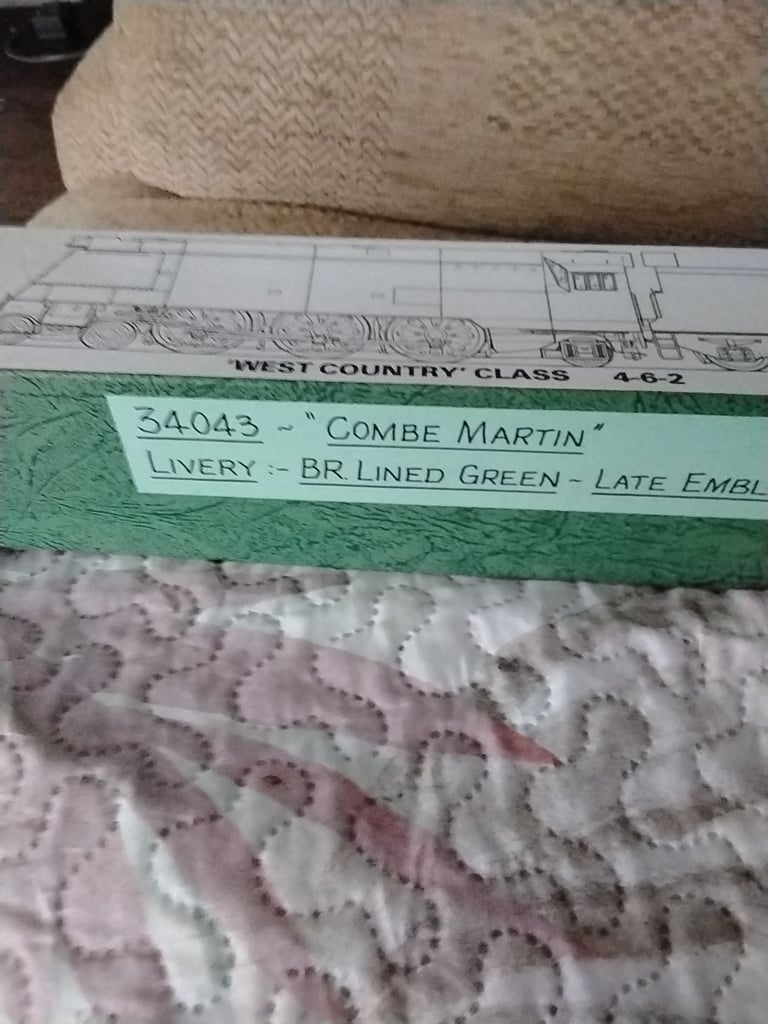 'WEST COUNTRY' CLASS 4-6-2
34043 ~ "COMBE MARTIN"
LIVERY :- BR. LINED GREEN ~ LATE EMBL